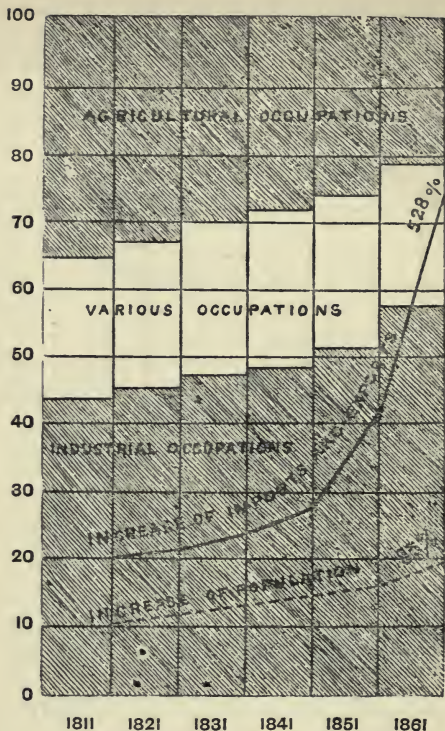 100
90
AGRICULTURAL OCCUPATIONS
80
70
528%
60
VARIOUS OCCUPATIONS
50
40
INDUSTRIAL OCCUPATIONS
30
INCREASE OF IMPORTS
20
INCREASE OF POPULATION
10
0
1811 1821 1831 1841 1851 1861